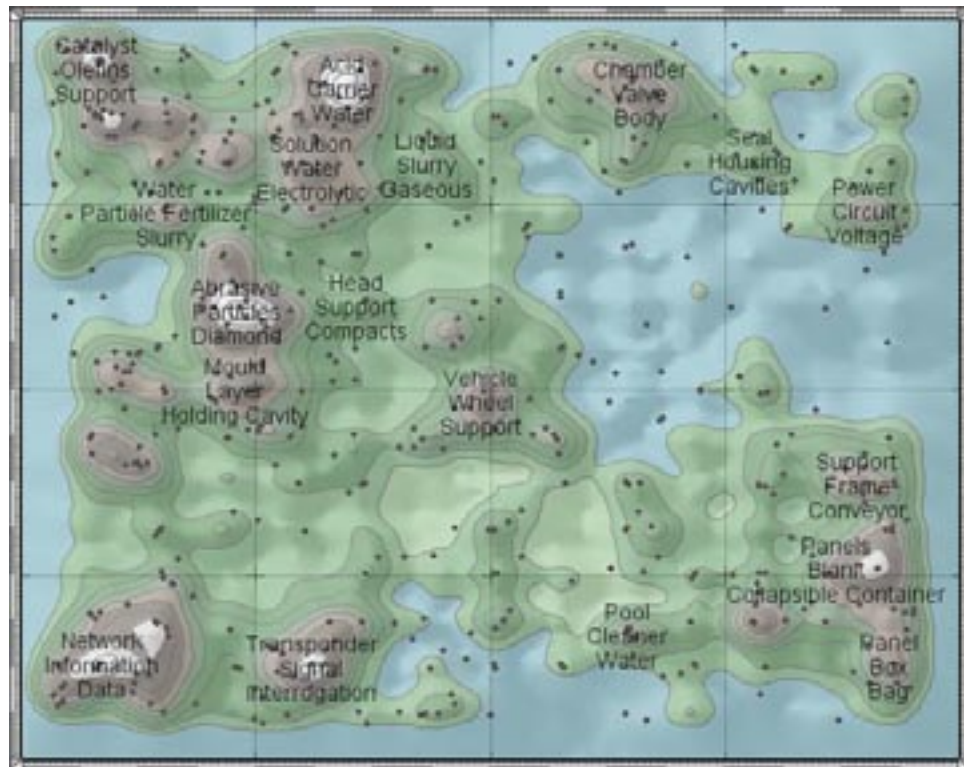 Catalyst
Olefins
Support
Acid
Carrier
Water
Chamber
Valve
Body
Solution
Water
Electrolytic
Liquid
Slurry
Gaseous
Seal
Housing
Cavities
Water
Particle Fertilizer
Slurry
Power
Circuit
Voltage
Abrasive
Particles
Diamond
Head
Support
Compacts
Mould
Layer
Holding Cavity
Vehicle
Wheel
Support
Support
Frame
Conveyor
Panels
Blank
Collapsible Container
Network
Information
Data
Transponder
Signal
Interrogation
Pool
Cleaner
Water
Panel
Box
Bag